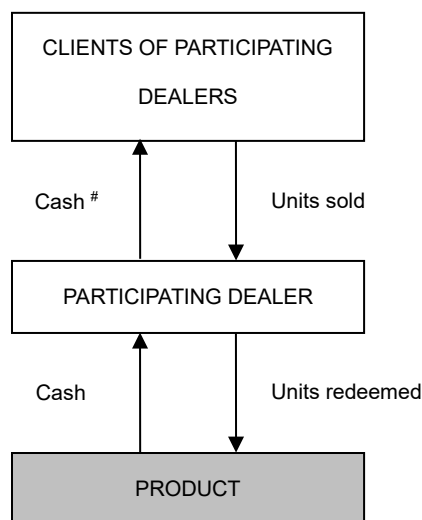 CLIENTS OF PARTICIPATING
DEALERS
Cash #
Units sold
PARTICIPATING DEALER
Cash
Units redeemed
PRODUCT